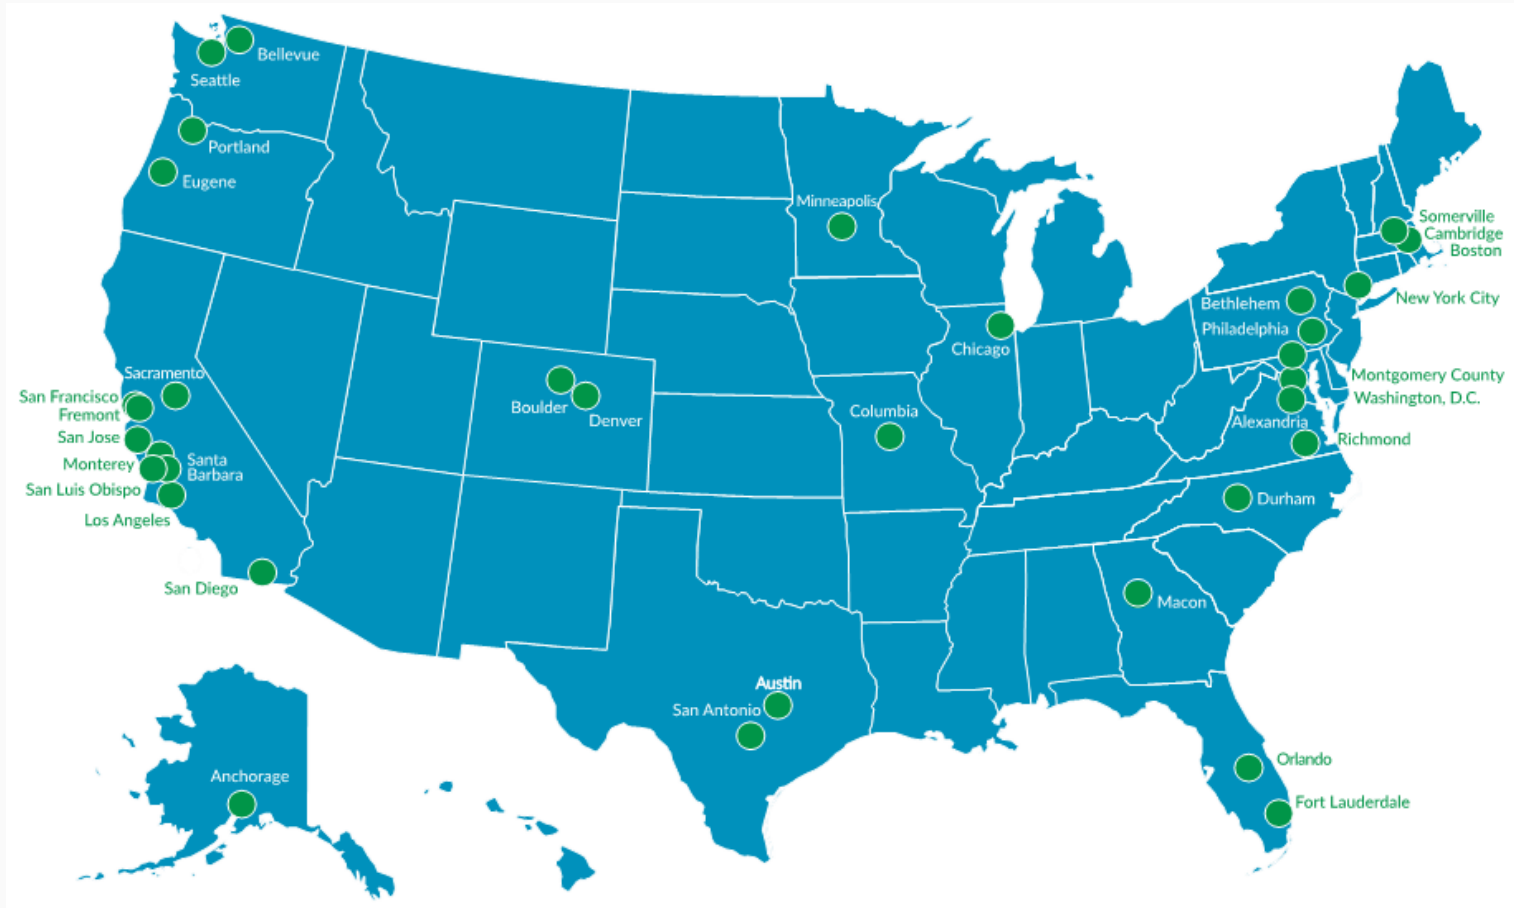 Bellevue
Seattle
Portland
Eugene
Minneapolis
Somerville
Cambridge
Boston
New York City
Bethlehem
Philadelphia
Chicago
Montgomery County
Washington, D.C.
Alexandria
Richmond
Sacramento
San Francisco
Fremont
San Jose
Monterey
Santa
Barbara
San Luis Obispo
Los Angeles
San Diego
Boulder
Denver
Columbia
Durham
Macon
Austin
San Antonio
Orlando
Fort Lauderdale
Anchorage